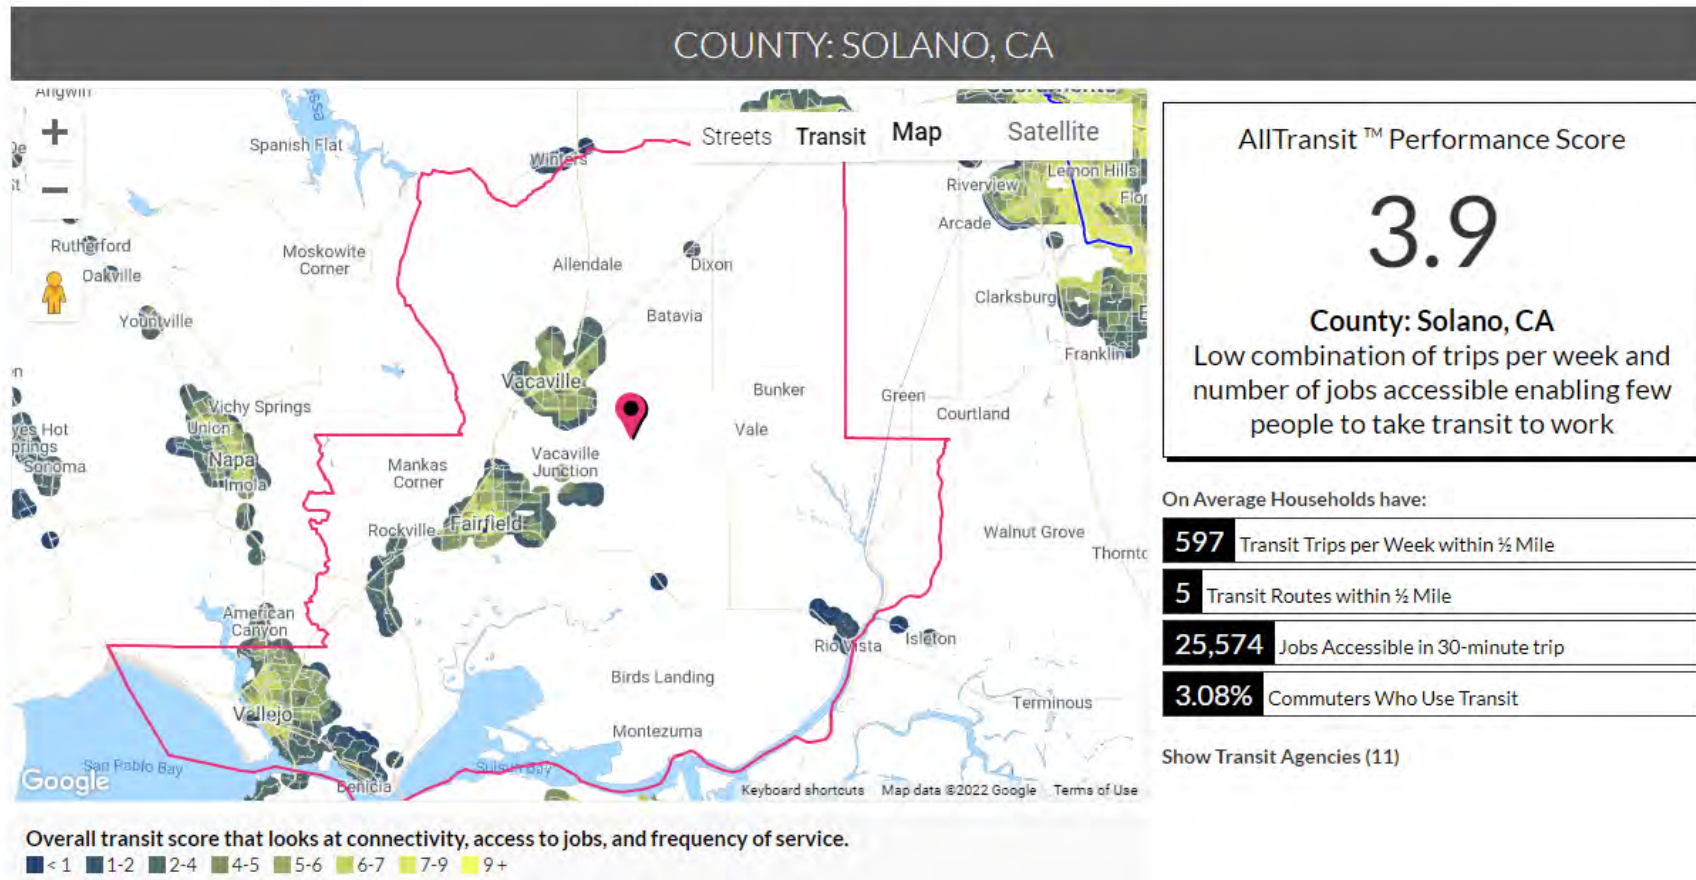 COUNTY: SOLANO, CA
Angwin
Spanish Flat
Winters
Streets Transit Map Satellite
Sacramento
Lemon Hills
Riverview
Arcade
Rutherford
Oakville
Moskowite
Corner
Allendale
Dixon
Clarksburg
Yountville
Batavia
Franklin
Vacaville
Bunker
Green
Courtland
Vichy Springs
Union
Vale
Napa
Imola
Sonoma
Mankas
Corner
Vacaville
Junction
Rockville
Fairfield
Walnut Grove
American
Canyon
Rio Vista
Isleton
Birds Landing
Terminous
Vallejo
Montezuma
San Pablo Bay
Suisun Bay
Benicia
Google
Keyboard shortcuts Map data ©2022 Google Terms of Use
Overall transit score that looks at connectivity, access to jobs, and frequency of service.
< 1 1-2 2-4 4-5 5-6 6-7 7-9 9 +
AllTransit ™ Performance Score
3.9
County: Solano, CA
Low combination of trips per week and
number of jobs accessible enabling few
people to take transit to work
On Average Households have:
597 Transit Trips per Week within ½ Mile
5 Transit Routes within ½ Mile
25,574 Jobs Accessible in 30-minute trip
3.08% Commuters Who Use Transit
Show Transit Agencies (11)